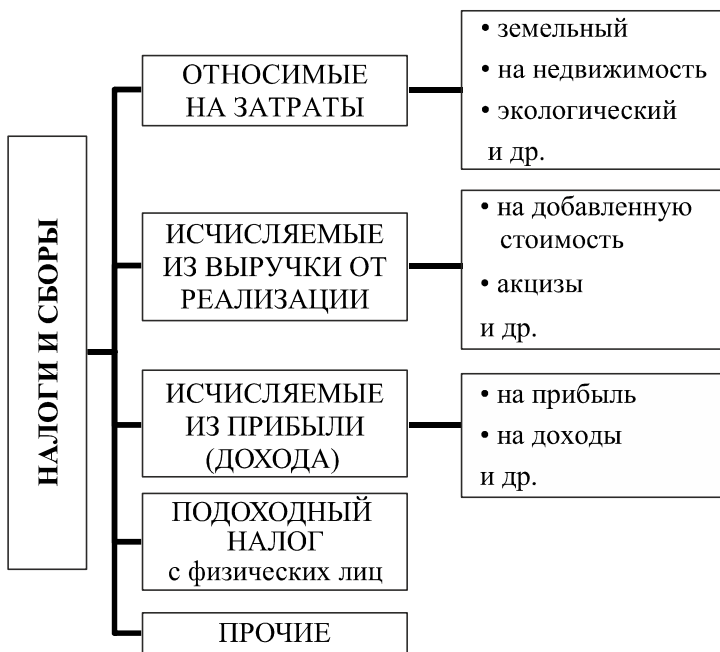 НАЛОГИ И СБОРЫ
ОТНОСИМЫЕ
НА ЗАТРАТЫ
• земельный
• на недвижимость
• экологический
и др.
ИСЧИСЛЯЕМЫЕ
ИЗ ВЫРУЧКИ ОТ
РЕАЛИЗАЦИИ
• на добавленную
стоимость
• акцизы
и др.
ИСЧИСЛЯЕМЫЕ
ИЗ ПРИБЫЛИ
(ДОХОДА)
• на прибыль
• на доходы
и др.
ПОДОХОДНЫЙ
НАЛОГ
с физических лиц
ПРОЧИЕ